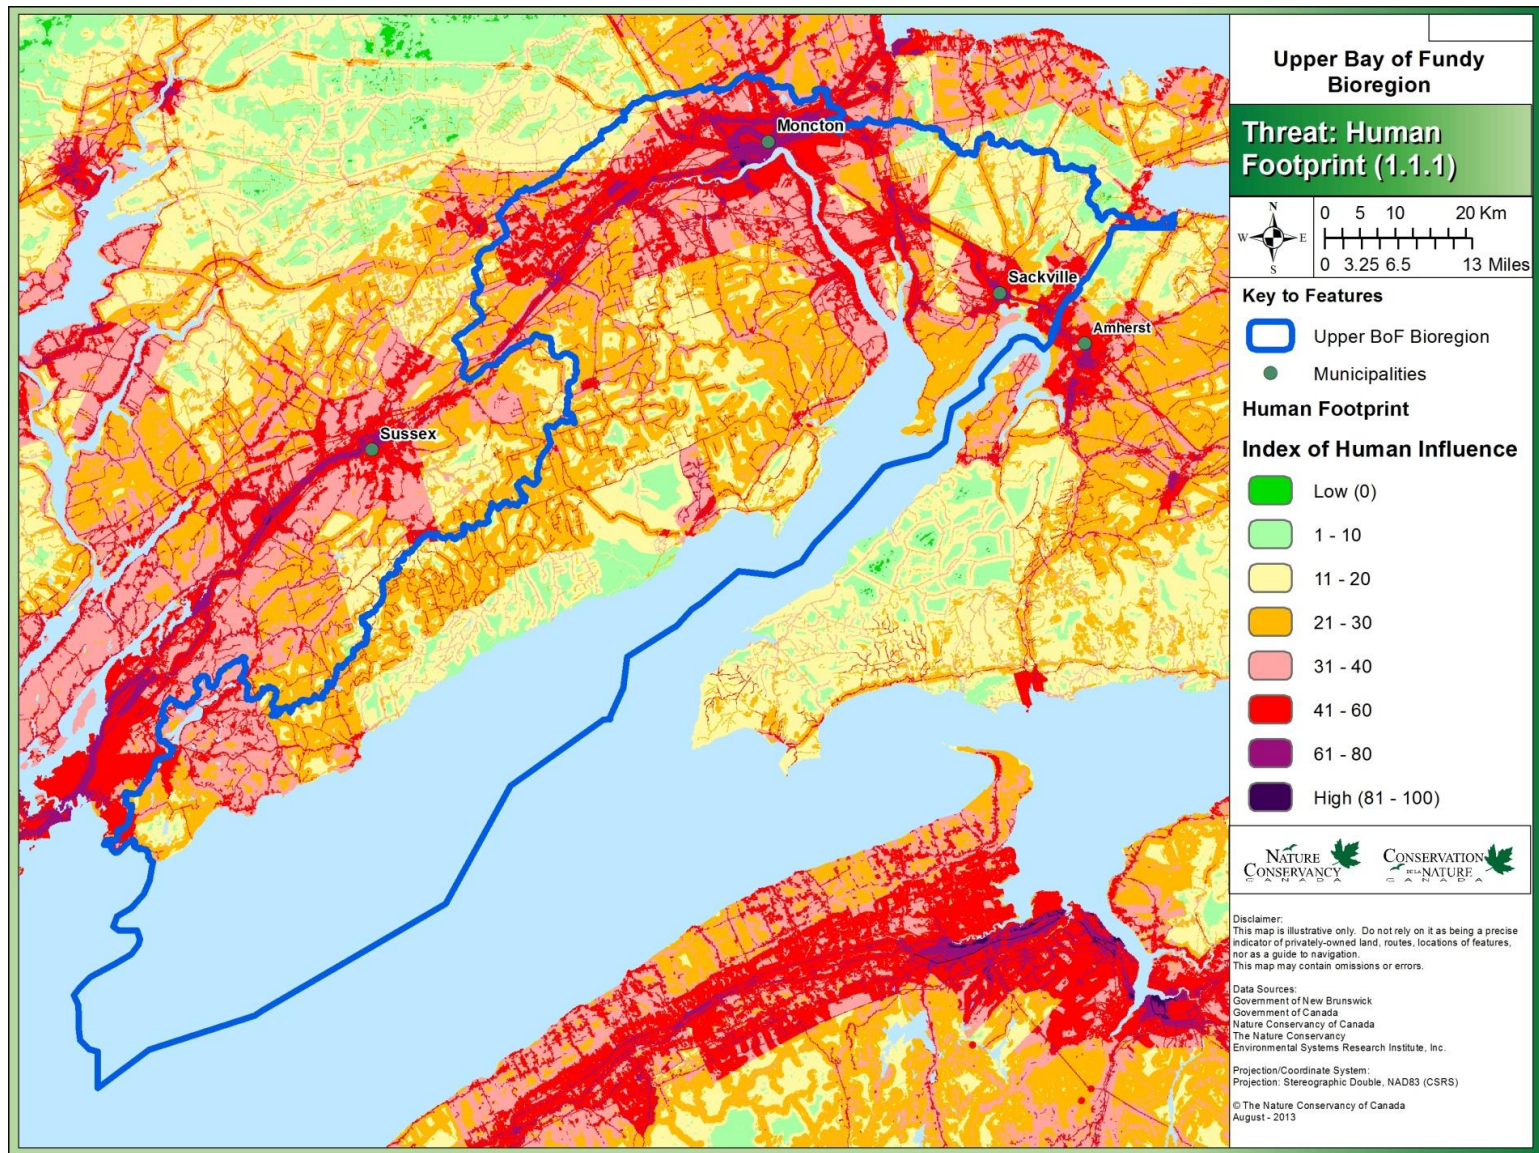 Upper Bay of Fundy
Bioregion
Threat: Human
Footprint (1.1.1)
N
W E
S
0 5 10 20 Km
0 3.25 6.5 13 Miles
Key to Features
Upper BoF Bioregion
Municipalities
Human Footprint
Index of Human Influence
Low (0)
1 - 10
11 - 20
21 - 30
31 - 40
41 - 60
61 - 80
High (81 - 100)
NATURE
CONSERVANCY
CANADA
CONSERVATION
DE LA NATURE
CANADA
Disclaimer:
This map is illustrative only. Do not rely on it as being a precise
indicator of privately-owned land, routes, locations of features,
nor as a guide to navigation.
This map may contain omissions or errors.
Data Sources:
Government of New Brunswick
Government of Canada
Nature Conservancy of Canada
The Nature Conservancy
Environmental Systems Research Institute, Inc.
Projection/Coordinate System:
Projection: Stereographic Double, NAD83 (CSRS)
© The Nature Conservancy of Canada
August - 2013
Moncton
Sackville
Amherst
Sussex